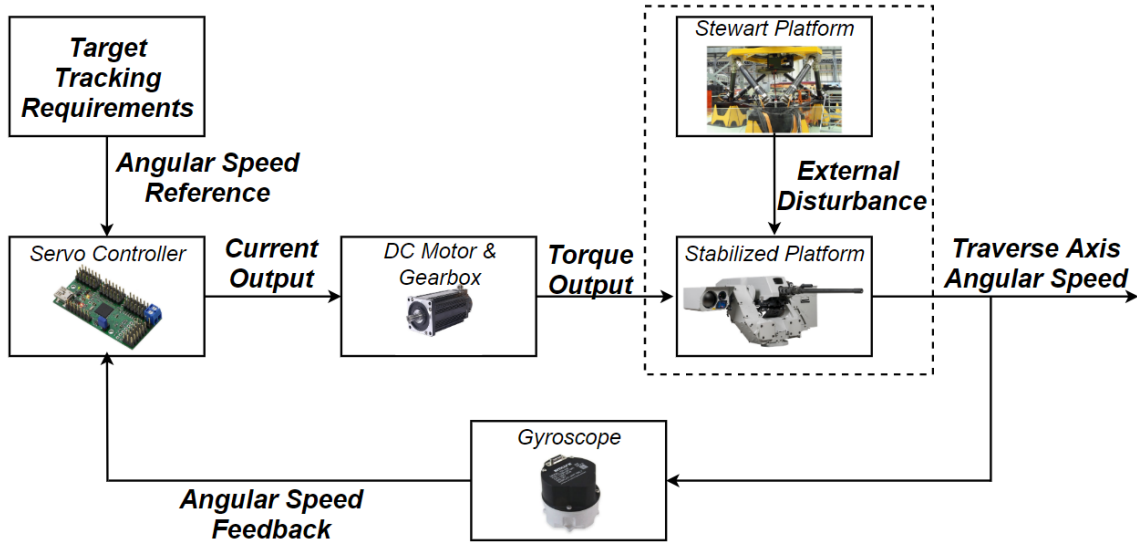 Target
Tracking
Requirements
Stewart Platform
Angular Speed
Reference
External
Disturbance
Servo Controller
Current
Output
DC Motor &
Gearbox
Torque
Output
Stabilized Platform
Traverse Axis
Angular Speed
Gyroscope
Angular Speed
Feedback